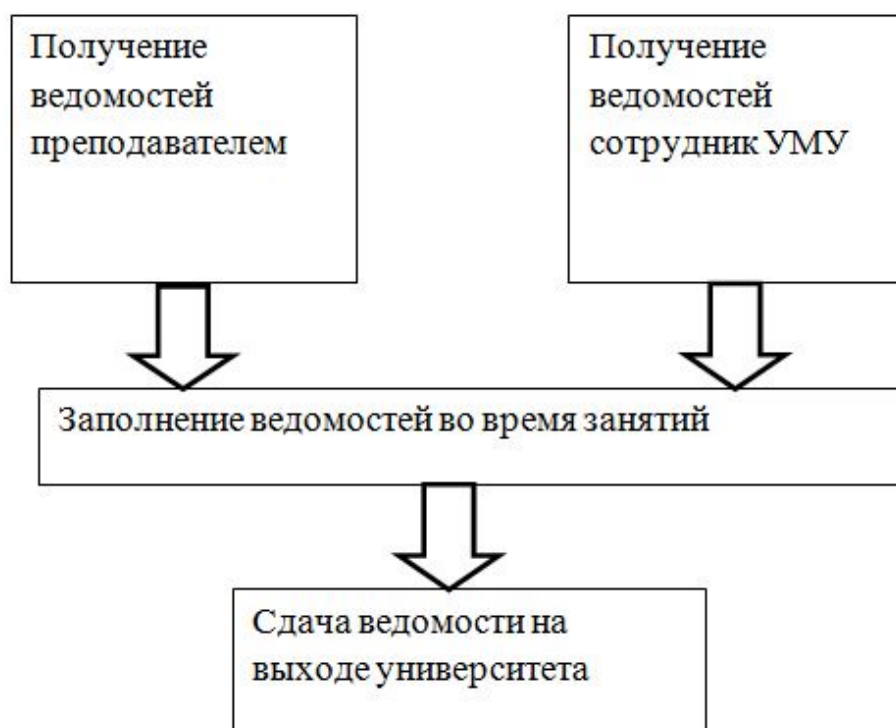 Получение
ведомостей
преподавателем
Получение
ведомостей
сотрудник УМУ
Заполнение ведомостей во время занятий
Сдача ведомости на
выходе университета